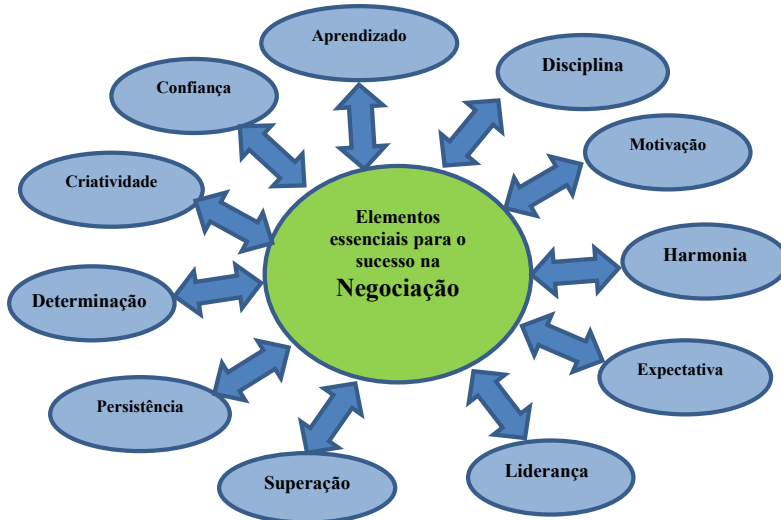 Aprendizado
Disciplina
Confiança
Motivação
Criatividade
Elementos
essenciais para o
sucesso na
Negociação
Harmonia
Determinação
Expectativa
Persistência
Liderança
Superação